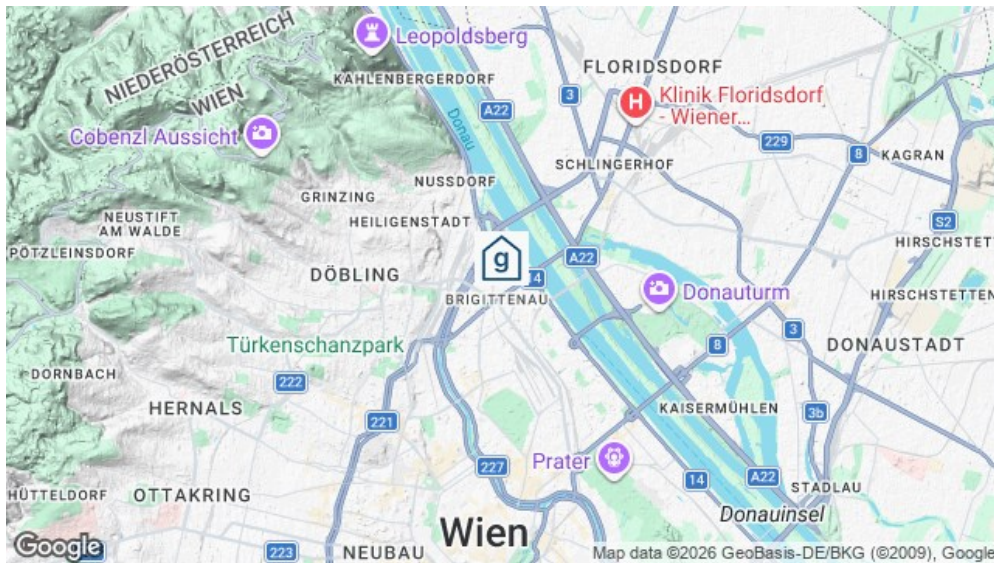 NIEDERÖSTERREICH
WIEN
Leopoldsberg
KAHLENBERGERDORF
FLORIDSDORF
A22
3
Klinik Floridsdorf
- Wiener...
Donau
Cobenzl Aussicht
229
8
KAGRAN
SCHLINGERHOF
NUSSDORF
GRINZING
NEUSTIFT
AM WALDE
HEILIGENSTADT
S2
HIRSCHSTET
PÖTZLEINSDORF
g
A22
DÖBLING
14
BRIGITTENAU
Donauturm
HIRSCHSTETTEN
3
8
DONAUSTADT
Türkenschanzpark
DORNBACH
222
HERNALS
221
KAISERMÜHLEN
3b
227
Prater
14
A22
STADLAU
HÜTTELDORF
OTTAKRING
Donauinsel
Wien
Google
223
NEUBAU
Map data ©2026 GeoBasis-DE/BKG (©2009), Google